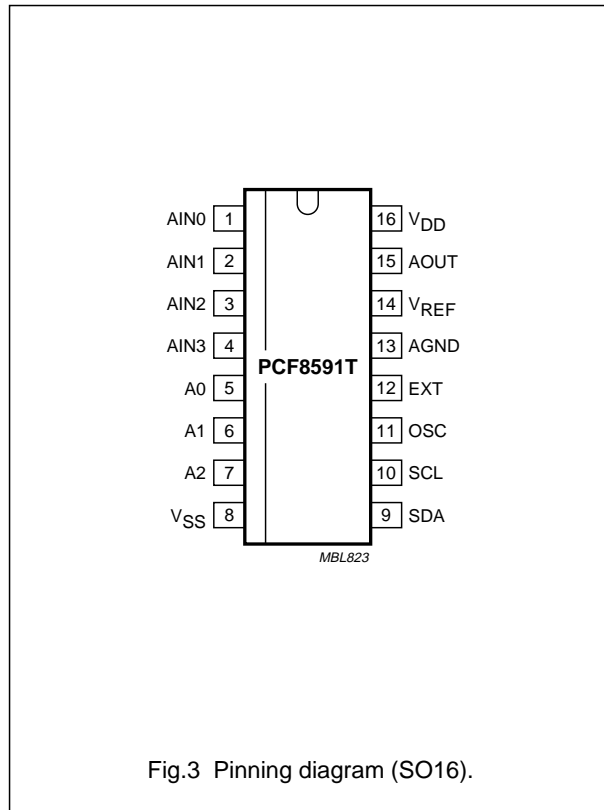 AIN0 1 16 VDD
AIN1 2 15 AOUT
AIN2 3 14 VREF
AIN3 4 13 AGND
PCF8591T
A0 5 12 EXT
A1 6 11 OSC
A2 7 10 SCL
VSS 8 9 SDA
MBL823
Fig.3 Pinning diagram (SO16).